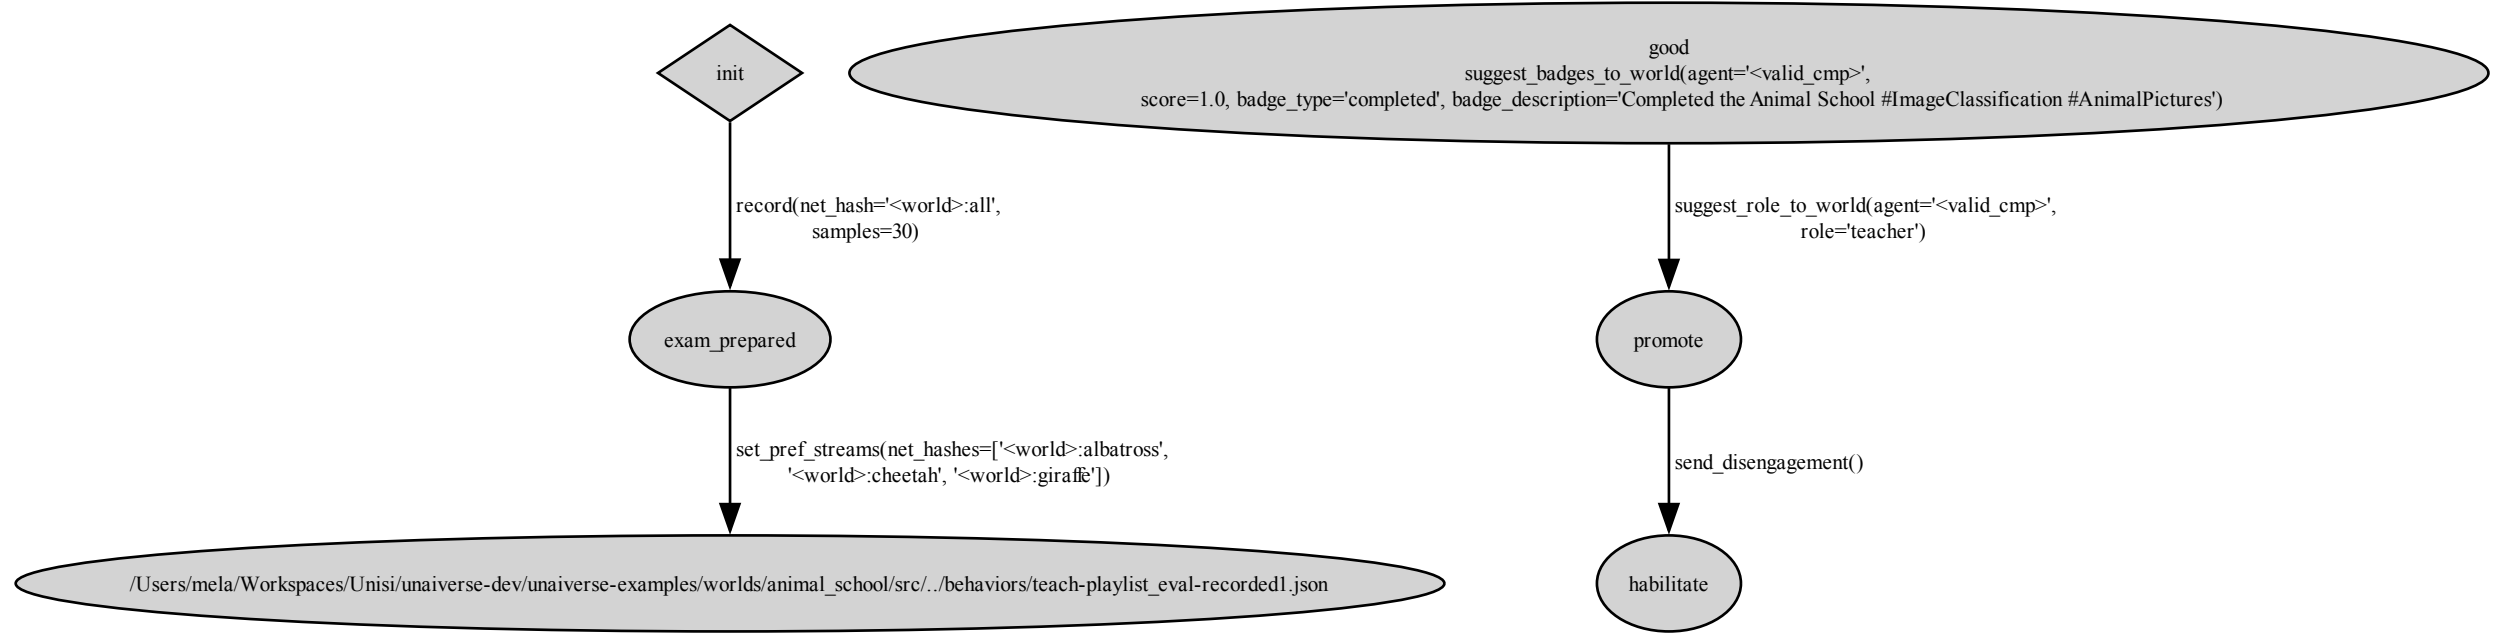 init
record(net_hash='<world>:all',
samples=30)
exam_prepared
set_pref_streams(net_hashes=['<world>:albatross',
'<world>:cheetah', '<world>:giraffe'])
/Users/mela/Workspaces/Unisi/unaiverse-dev/unaiverse-examples/worlds/animal_school/src/../behaviors/teach-playlist_eval-recorded1.json
good
suggest_badges_to_world(agent='<valid_cmp>',
score=1.0, badge_type='completed', badge_description='Completed the Animal School #ImageClassification #AnimalPictures')
suggest_role_to_world(agent='<valid_cmp>',
role='teacher')
promote
send_disengagement()
habilitate